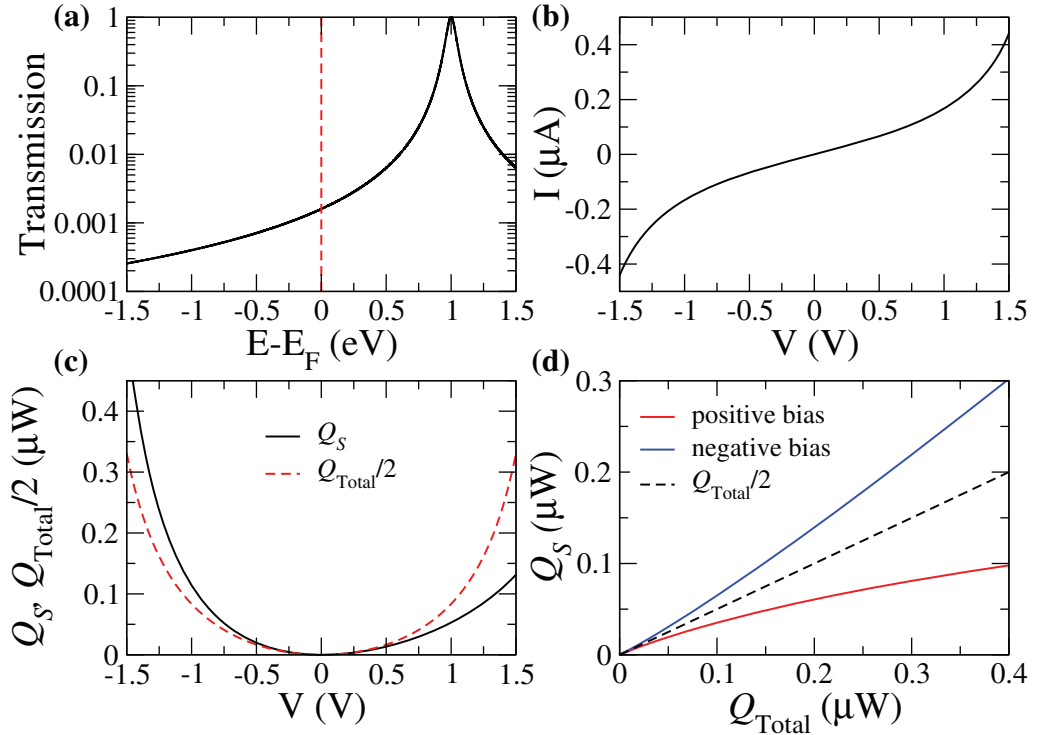 (a)
Transmission
1
0.1
0.01
0.001
0.0001
-1.5 -1 -0.5 0 0.5 1 1.5
E-E_F (eV)
(b)
I (μA)
0.4
0.2
0
-0.2
-0.4
-1.5 -1 -0.5 0 0.5 1 1.5
V (V)
(c)
Q_S, Q_Total/2 (μW)
0.4
0.3
0.2
0.1
0
Q_S
Q_Total/2
-1.5 -1 -0.5 0 0.5 1 1.5
V (V)
(d)
Q_S (μW)
0.3
0.2
0.1
0
positive bias
negative bias
Q_Total/2
0 0.1 0.2 0.3 0.4
Q_Total (μW)